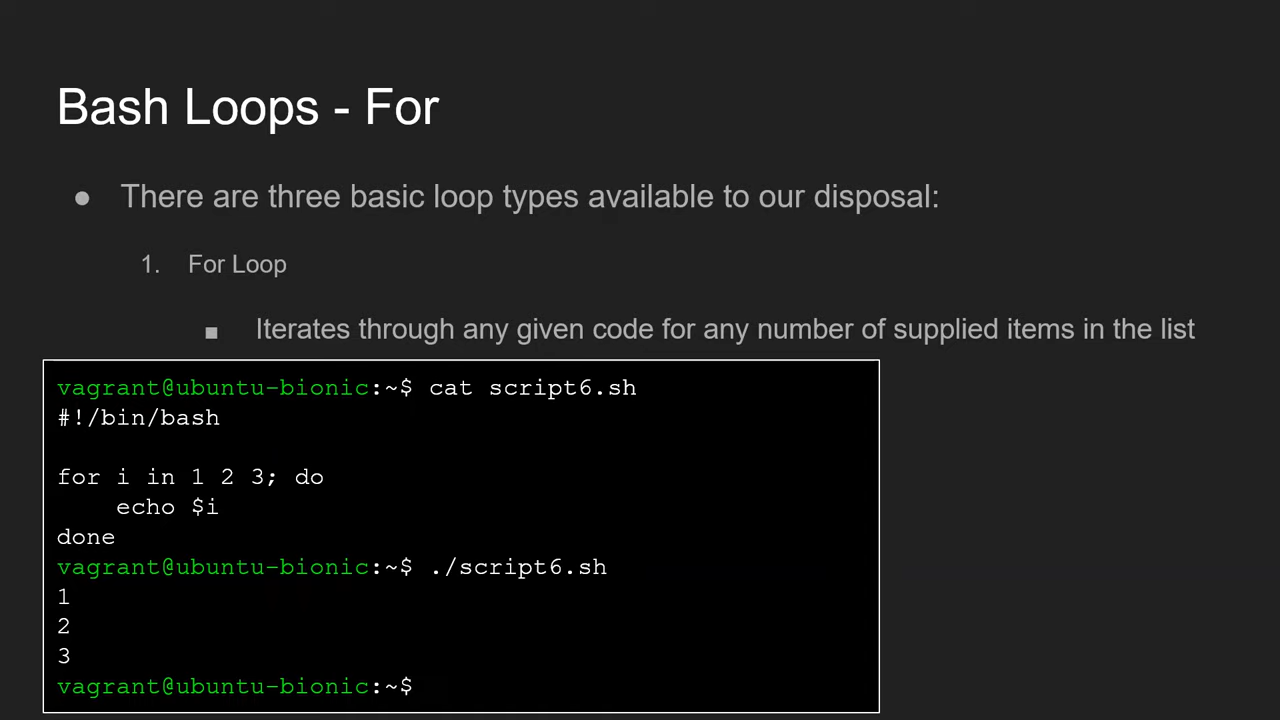 Bash Loops - For
● There are three basic loop types available to our disposal:
1. For Loop
■ Iterates through any given code for any number of supplied items in the list
vagrant@ubuntu-bionic:~$ cat script6.sh
#!/bin/bash

for i in 1 2 3; do
    echo $i
done
vagrant@ubuntu-bionic:~$ ./script6.sh
1
2
3
vagrant@ubuntu-bionic:~$